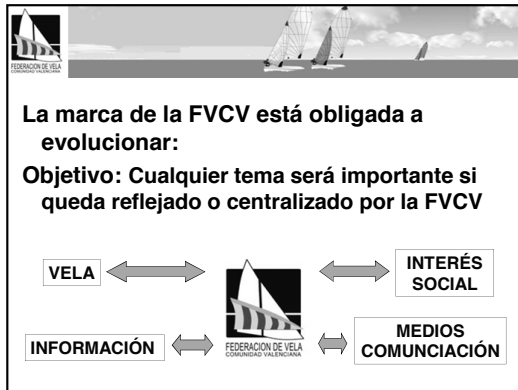 FEDERACION DE VELA
COMUNIDAD VALENCIANA
La marca de la FVCV está obligada a
evolucionar:
Objetivo: Cualquier tema será importante si
queda reflejado o centralizado por la FVCV
VELA
INTERÉS
SOCIAL
INFORMACIÓN
FEDERACION DE VELA
COMUNIDAD VALENCIANA
MEDIOS
COMUNCIACIÓN